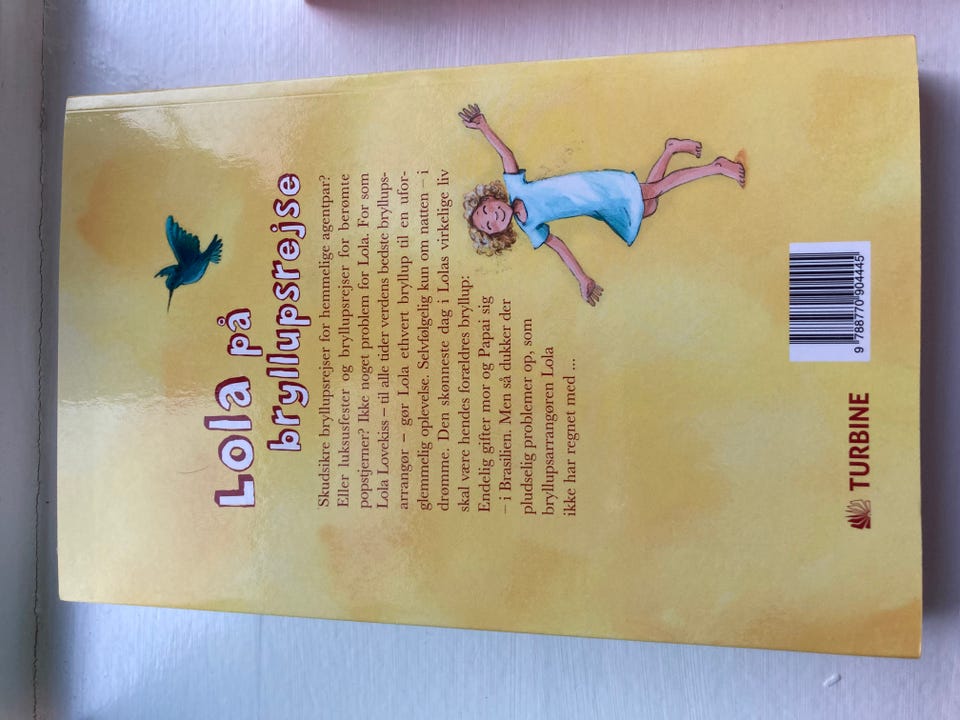 Lola på
bryllupsrejse
Skudsikre bryllupsrejser for hemmelige agentpar?
Eller luksusfester og bryllupsrejser for berømte
popstjerner? Ikke noget problem for Lola. For som
Lola Lovekiss – til alle tider verdens bedste bryllups-
arrangør – gør Lola ethvert bryllup til en ufor-
glemmelig oplevelse. Selvfølgelig kun om natten – i
drømme. Den skønneste dag i Lolas virkelige liv
skal være hendes forældres bryllup:
Endelig gifter mor og Papai sig
– i Brasilien. Men så dukker der
pludselig problemer op, som
bryllupsarrangøren Lola
ikke har regnet med ...
TURBINE
9 788770 904445